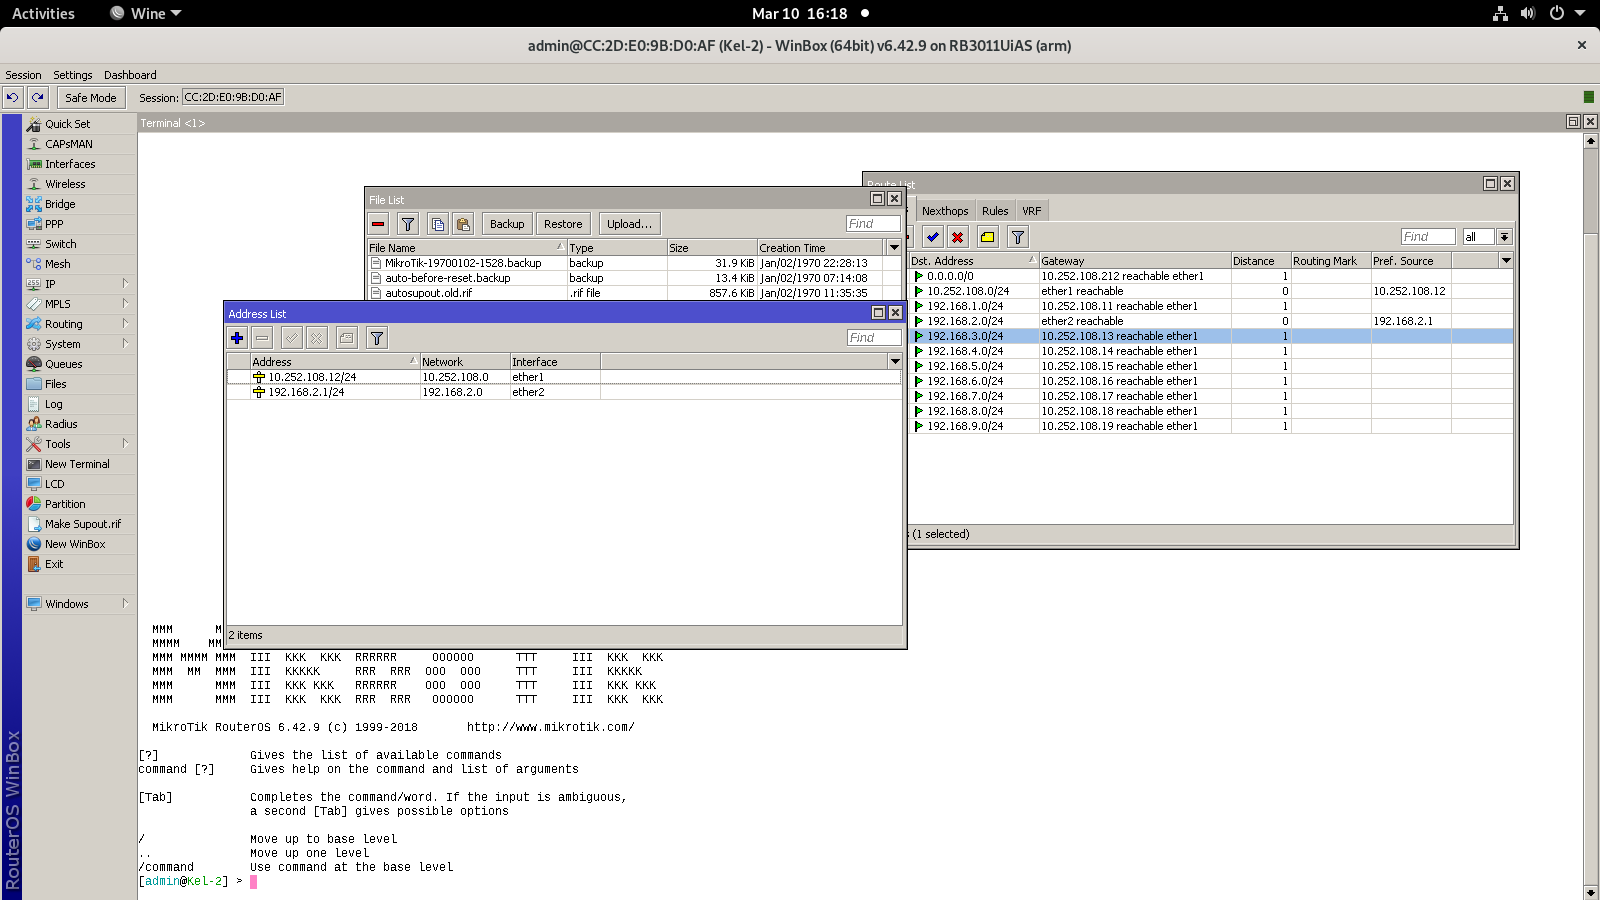 Activities Wine Mar 10 16:18
admin@CC:2D:E0:9B:D0:AF (Kel-2) - WinBox (64bit) v6.42.9 on RB3011UiAS (arm)
Session Settings Dashboard
Safe Mode Session: CC:2D:E0:9B:D0:AF
RouterOS WinBox
Quick Set
CAPsMAN
Interfaces
Wireless
Bridge
PPP
Switch
Mesh
IP
MPLS
Routing
System
Queues
Files
Log
Radius
Tools
New Terminal
LCD
Partition
Make Supout.rif
New WinBox
Exit
Windows
Terminal <1>
File List
Backup Restore Upload... Find
File Name Type Size Creation Time
MikroTik-19700102-1528.backup backup 31.9 KiB Jan/02/1970 22:28:13
auto-before-reset.backup backup 13.4 KiB Jan/02/1970 07:14:08
autosupout.old.rif .rif file 857.6 KiB Jan/02/1970 11:35:35
Route List
Nexthops Rules VRF
Find all
Dst. Address Gateway Distance Routing Mark Pref. Source
0.0.0.0/0 10.252.108.212 reachable ether1 1
10.252.108.0/24 ether1 reachable 0 10.252.108.12
192.168.1.0/24 10.252.108.11 reachable ether1 1
192.168.2.0/24 ether2 reachable 0 192.168.2.1
192.168.3.0/24 10.252.108.13 reachable ether1 1
192.168.4.0/24 10.252.108.14 reachable ether1 1
192.168.5.0/24 10.252.108.15 reachable ether1 1
192.168.6.0/24 10.252.108.16 reachable ether1 1
192.168.7.0/24 10.252.108.17 reachable ether1 1
192.168.8.0/24 10.252.108.18 reachable ether1 1
192.168.9.0/24 10.252.108.19 reachable ether1 1
(1 selected)
Address List
Find
Address Network Interface
10.252.108.12/24 10.252.108.0 ether1
192.168.2.1/24 192.168.2.0 ether2
2 items
MMM M
MMMM MM
MMM MMMM MMM III KKK KKK RRRRRR OOOOOO TTT III KKK KKK
MMM MM MMM III KKKKK RRR RRR OOO OOO TTT III KKKKK
MMM MMM III KKK KKK RRRRRR OOO OOO TTT III KKK KKK
MMM MMM III KKK KKK RRR RRR OOOOOO TTT III KKK KKK
MikroTik RouterOS 6.42.9 (c) 1999-2018 http://www.mikrotik.com/
[?] Gives the list of available commands
command [?] Gives help on the command and list of arguments
[Tab] Completes the command/word. If the input is ambiguous,
a second [Tab] gives possible options
/ Move up to base level
.. Move up one level
/command Use command at the base level
[admin@Kel-2] >